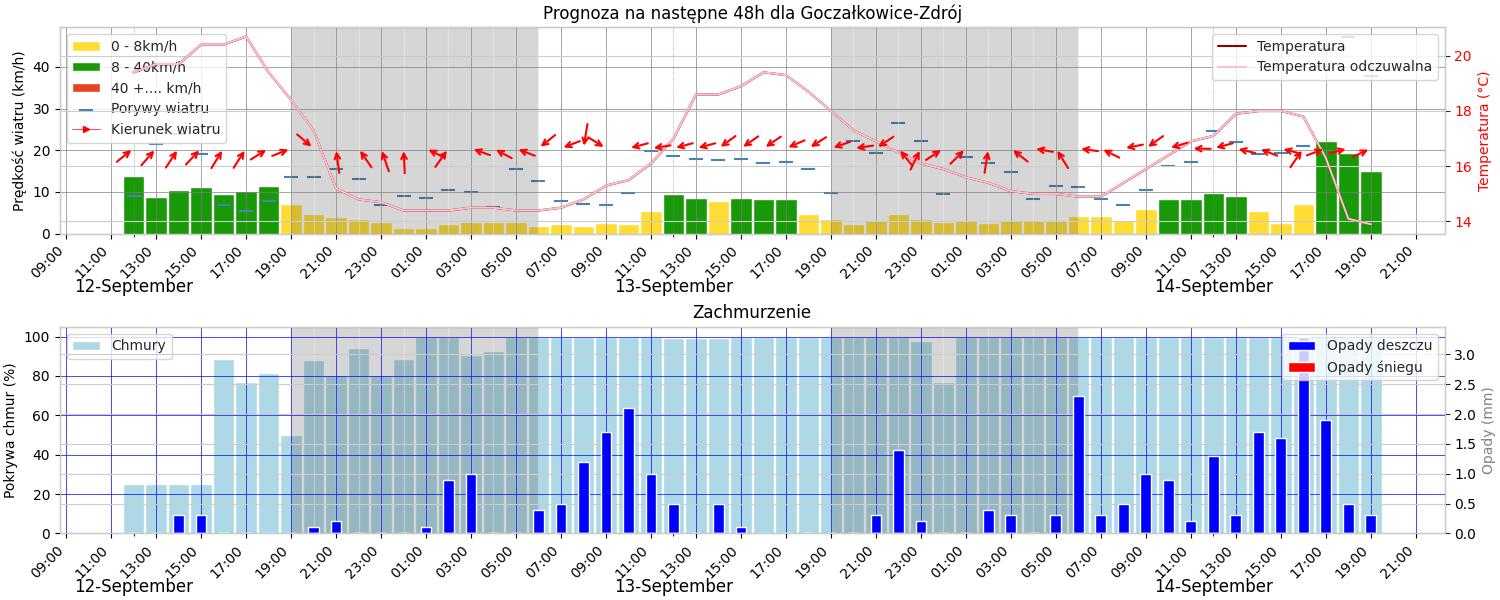 Prognoza na następne 48h dla Goczałkowice-Zdrój
Prędkość wiatru (km/h)
0 - 8km/h
8 - 40km/h
40 +.... km/h
Porywy wiatru
Kierunek wiatru
Temperatura
Temperatura odczuwalna
Temperatura (°C)
40
30
20
10
0
20
18
16
14
09:00 11:00 13:00 15:00 17:00 19:00 21:00 23:00 01:00 03:00 05:00 07:00 09:00 11:00 13:00 15:00 17:00 19:00 21:00 23:00 01:00 03:00 05:00 07:00 09:00 11:00 13:00 15:00 17:00 19:00 21:00
12-September 13-September 14-September
Zachmurzenie
Pokrywa chmur (%)
Chmury
Opady deszczu
Opady śniegu
Opady (mm)
100
80
60
40
20
0
3.0
2.5
2.0
1.5
1.0
0.5
0.0
09:00 11:00 13:00 15:00 17:00 19:00 21:00 23:00 01:00 03:00 05:00 07:00 09:00 11:00 13:00 15:00 17:00 19:00 21:00 23:00 01:00 03:00 05:00 07:00 09:00 11:00 13:00 15:00 17:00 19:00 21:00
12-September 13-September 14-September